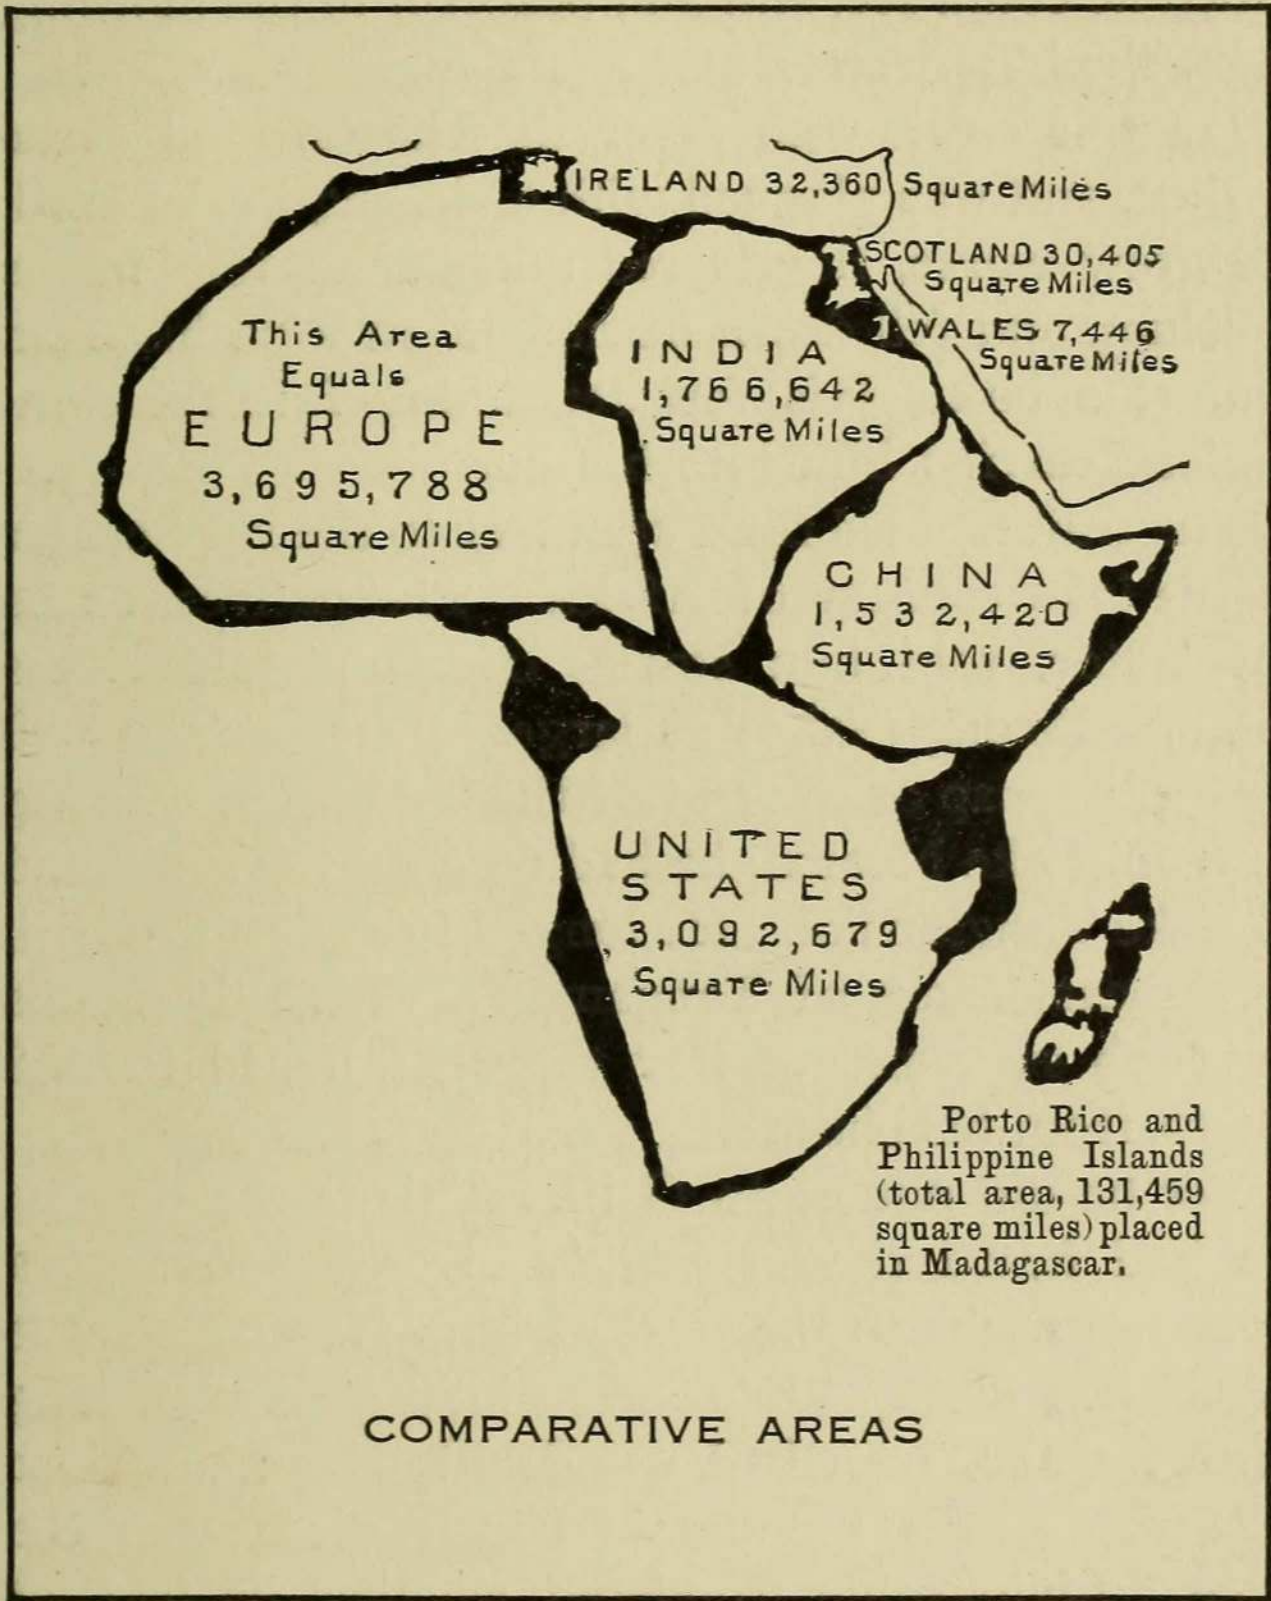 IRELAND 32,360 Square Miles
SCOTLAND 30,405
Square Miles
WALES 7,446
Square Miles
This Area
Equals
EUROPE
3,695,788
Square Miles
INDIA
1,766,642
Square Miles
CHINA
1,532,420
Square Miles
UNITED
STATES
3,092,679
Square Miles
Porto Rico and
Philippine Islands
(total area, 131,459
square miles) placed
in Madagascar.
COMPARATIVE AREAS